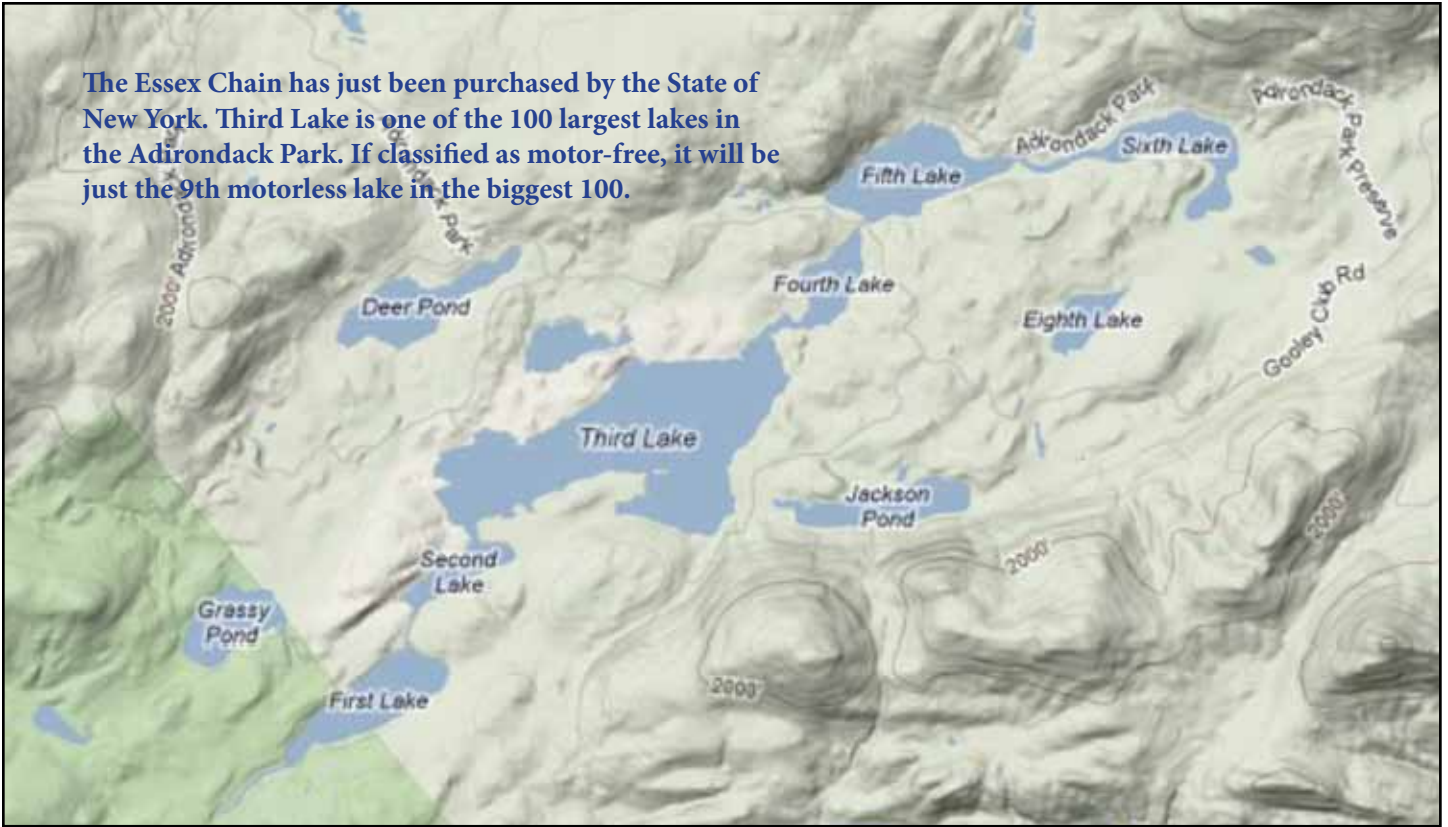 The Essex Chain has just been purchased by the State of
New York. Third Lake is one of the 100 largest lakes in
the Adirondack Park. If classified as motor-free, it will be
just the 9th motorless lake in the biggest 100.
Adirondack Park
Sixth Lake
Adirondack Park Preserve
Fifth Lake
2000'
Park
Deer Pond
Fourth Lake
Eighth Lake
Gooley Club Rd
Third Lake
Jackson
Pond
2000'
2000'
Second
Lake
Grassy
Pond
2000'
First Lake